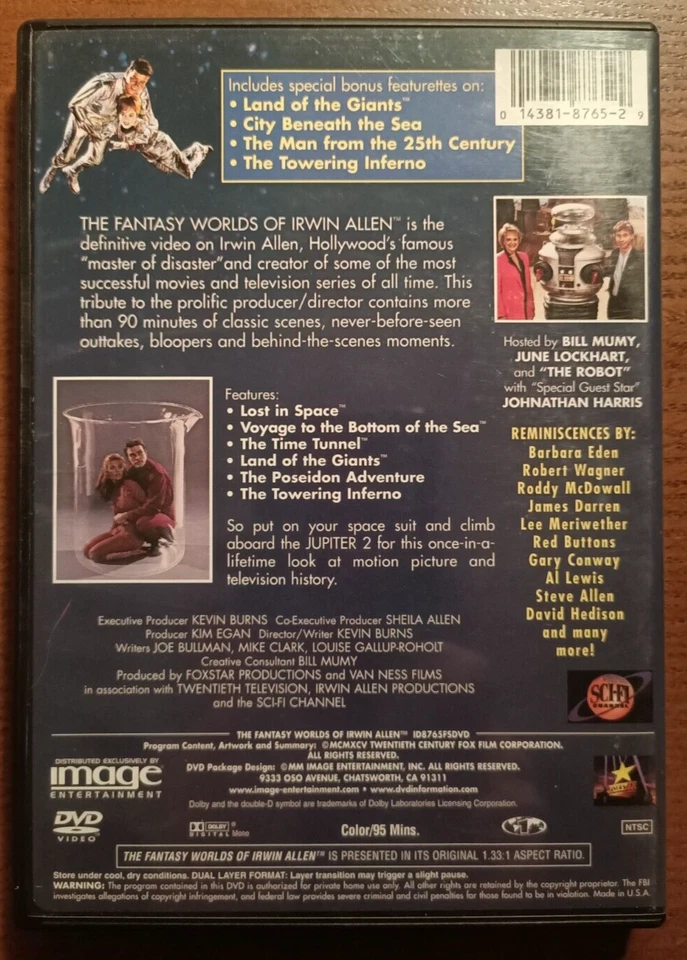 Includes special bonus featurettes on:
• Land of the Giants™
• City Beneath the Sea
• The Man from the 25th Century
• The Towering Inferno
0 14381-8765-2 9
THE FANTASY WORLDS OF IRWIN ALLEN™ is the
definitive video on Irwin Allen, Hollywood's famous
"master of disaster"and creator of some of the most
successful movies and television series of all time. This
tribute to the prolific producer/director contains more
than 90 minutes of classic scenes, never-before-seen
outtakes, bloopers and behind-the-scenes moments.
Hosted by BILL MUMY,
JUNE LOCKHART,
and "THE ROBOT"
with "Special Guest Star"
JOHNATHAN HARRIS
Features:
• Lost in Space™
• Voyage to the Bottom of the Sea™
• The Time Tunnel™
• Land of the Giants™
• The Poseidon Adventure
• The Towering Inferno
So put on your space suit and climb
aboard the JUPITER 2 for this once-in-a-
lifetime look at motion picture and
television history.
REMINISCENCES BY:
Barbara Eden
Robert Wagner
Roddy McDowall
James Darren
Lee Meriwether
Red Buttons
Gary Conway
Al Lewis
Steve Allen
David Hedison
and many
more!
Executive Producer KEVIN BURNS Co-Executive Producer SHEILA ALLEN
Producer KIM EGAN Director/Writer KEVIN BURNS
Writers JOE BULLMAN, MIKE CLARK, LOUISE GALLUP-ROHOLT
Creative Consultant BILL MUMY
Produced by FOXSTAR PRODUCTIONS and VAN NESS FILMS
in association with TWENTIETH TELEVISION, IRWIN ALLEN PRODUCTIONS
and the SCI-FI CHANNEL
SCI-FI
CHANNEL
THE FANTASY WORLDS OF IRWIN ALLEN™ ID8765FSDVD
Program Content, Artwork and Summary: ©MCMXCV TWENTIETH CENTURY FOX FILM CORPORATION.
ALL RIGHTS RESERVED.
DVD Package Design: ©MM IMAGE ENTERTAINMENT, INC. ALL RIGHTS RESERVED.
9333 OSO AVENUE, CHATSWORTH, CA 91311
www.image-entertainment.com • www.dvdinformation.com
Dolby and the double-D symbol are trademarks of Dolby Laboratories Licensing Corporation.
DISTRIBUTED EXCLUSIVELY BY
image
ENTERTAINMENT
DVD
VIDEO
DOLBY
DIGITAL Mono
Color/95 Mins.
NTSC
THE FANTASY WORLDS OF IRWIN ALLEN™ IS PRESENTED IN ITS ORIGINAL 1.33:1 ASPECT RATIO.
Store under cool, dry conditions. DUAL LAYER FORMAT: Layer transition may trigger a slight pause.
WARNING: The program contained in this DVD is authorized for private home use only. All other rights are retained by the copyright proprietor. The FBI
investigates allegations of copyright infringement, and federal law provides severe criminal and civil penalties for those found to be in violation. Made in U.S.A.